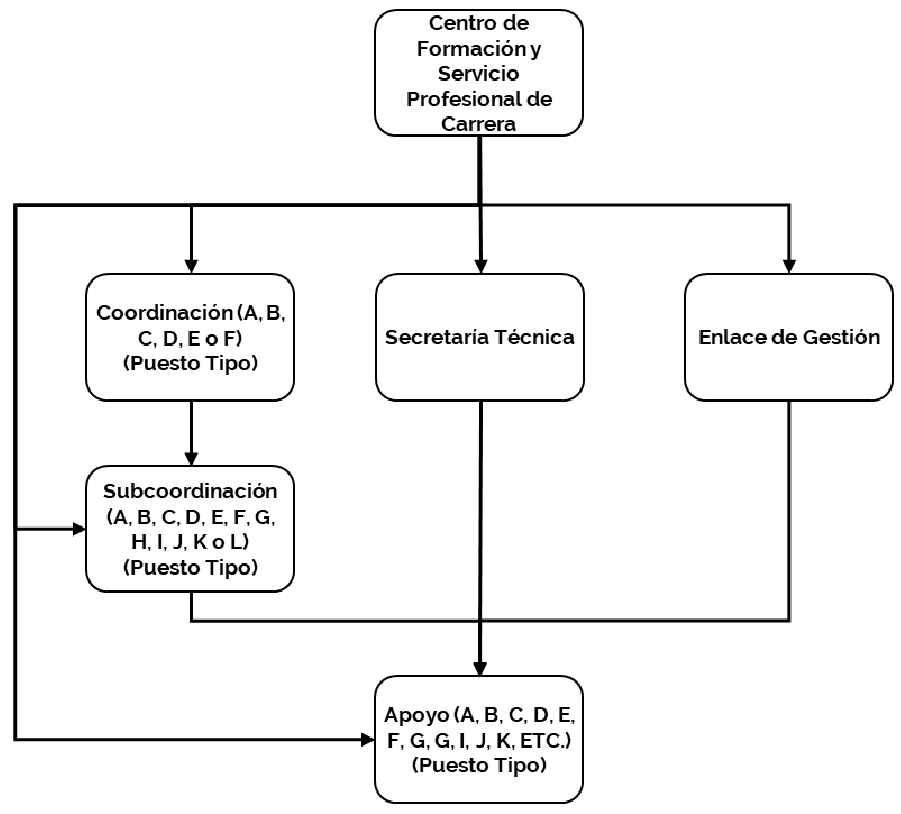 Centro de
Formación y
Servicio
Profesional de
Carrera
Coordinación (A, B,
C, D, E o F)
(Puesto Tipo)
Secretaría Técnica
Enlace de Gestión
Subcoordinación
(A, B, C, D, E, F, G,
H, I, J, K o L)
(Puesto Tipo)
Apoyo (A, B, C, D, E,
F, G, G, I, J, K, ETC.)
(Puesto Tipo)